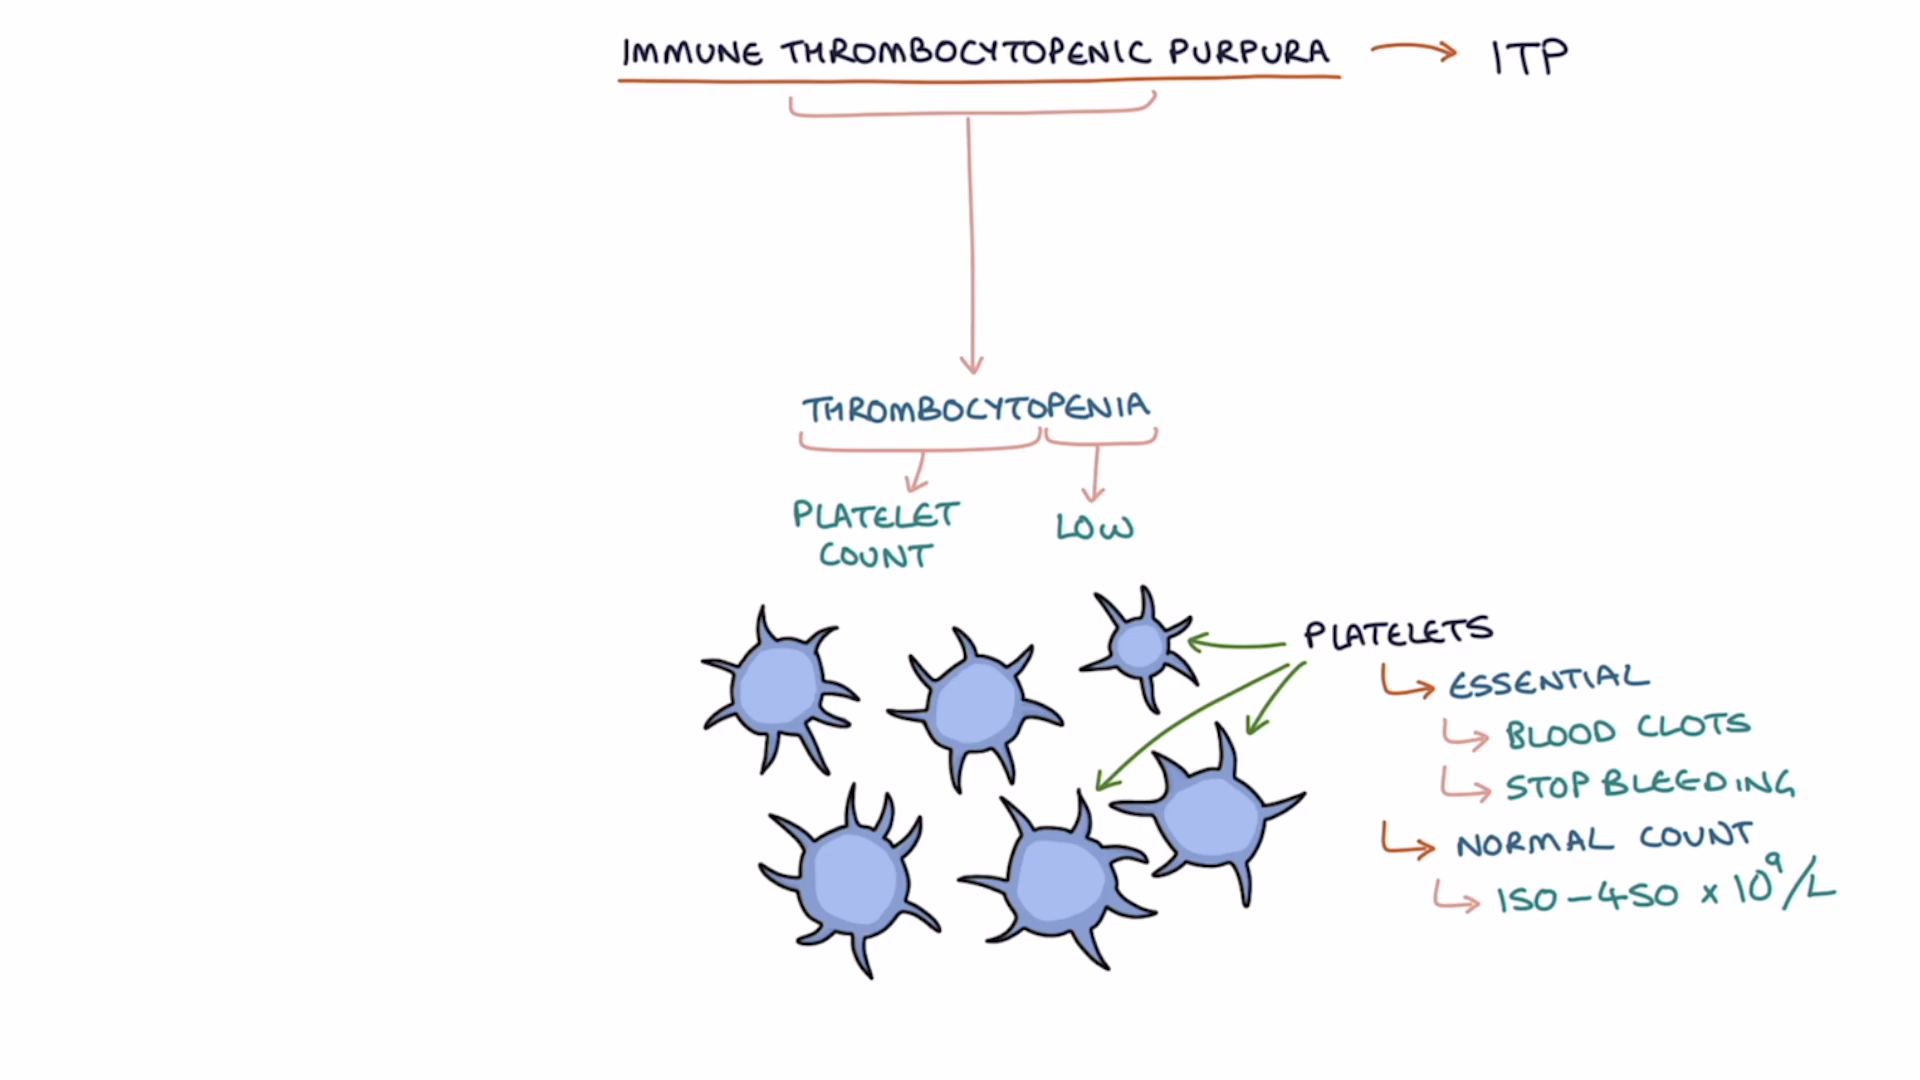 IMMUNE THROMBOCYTOPENIC PURPURA → ITP
THROMBOCYTOPENIA
PLATELET
COUNT
LOW
PLATELETS
ESSENTIAL
BLOOD CLOTS
STOP BLEEDING
NORMAL COUNT
150-450 x 10⁹/L